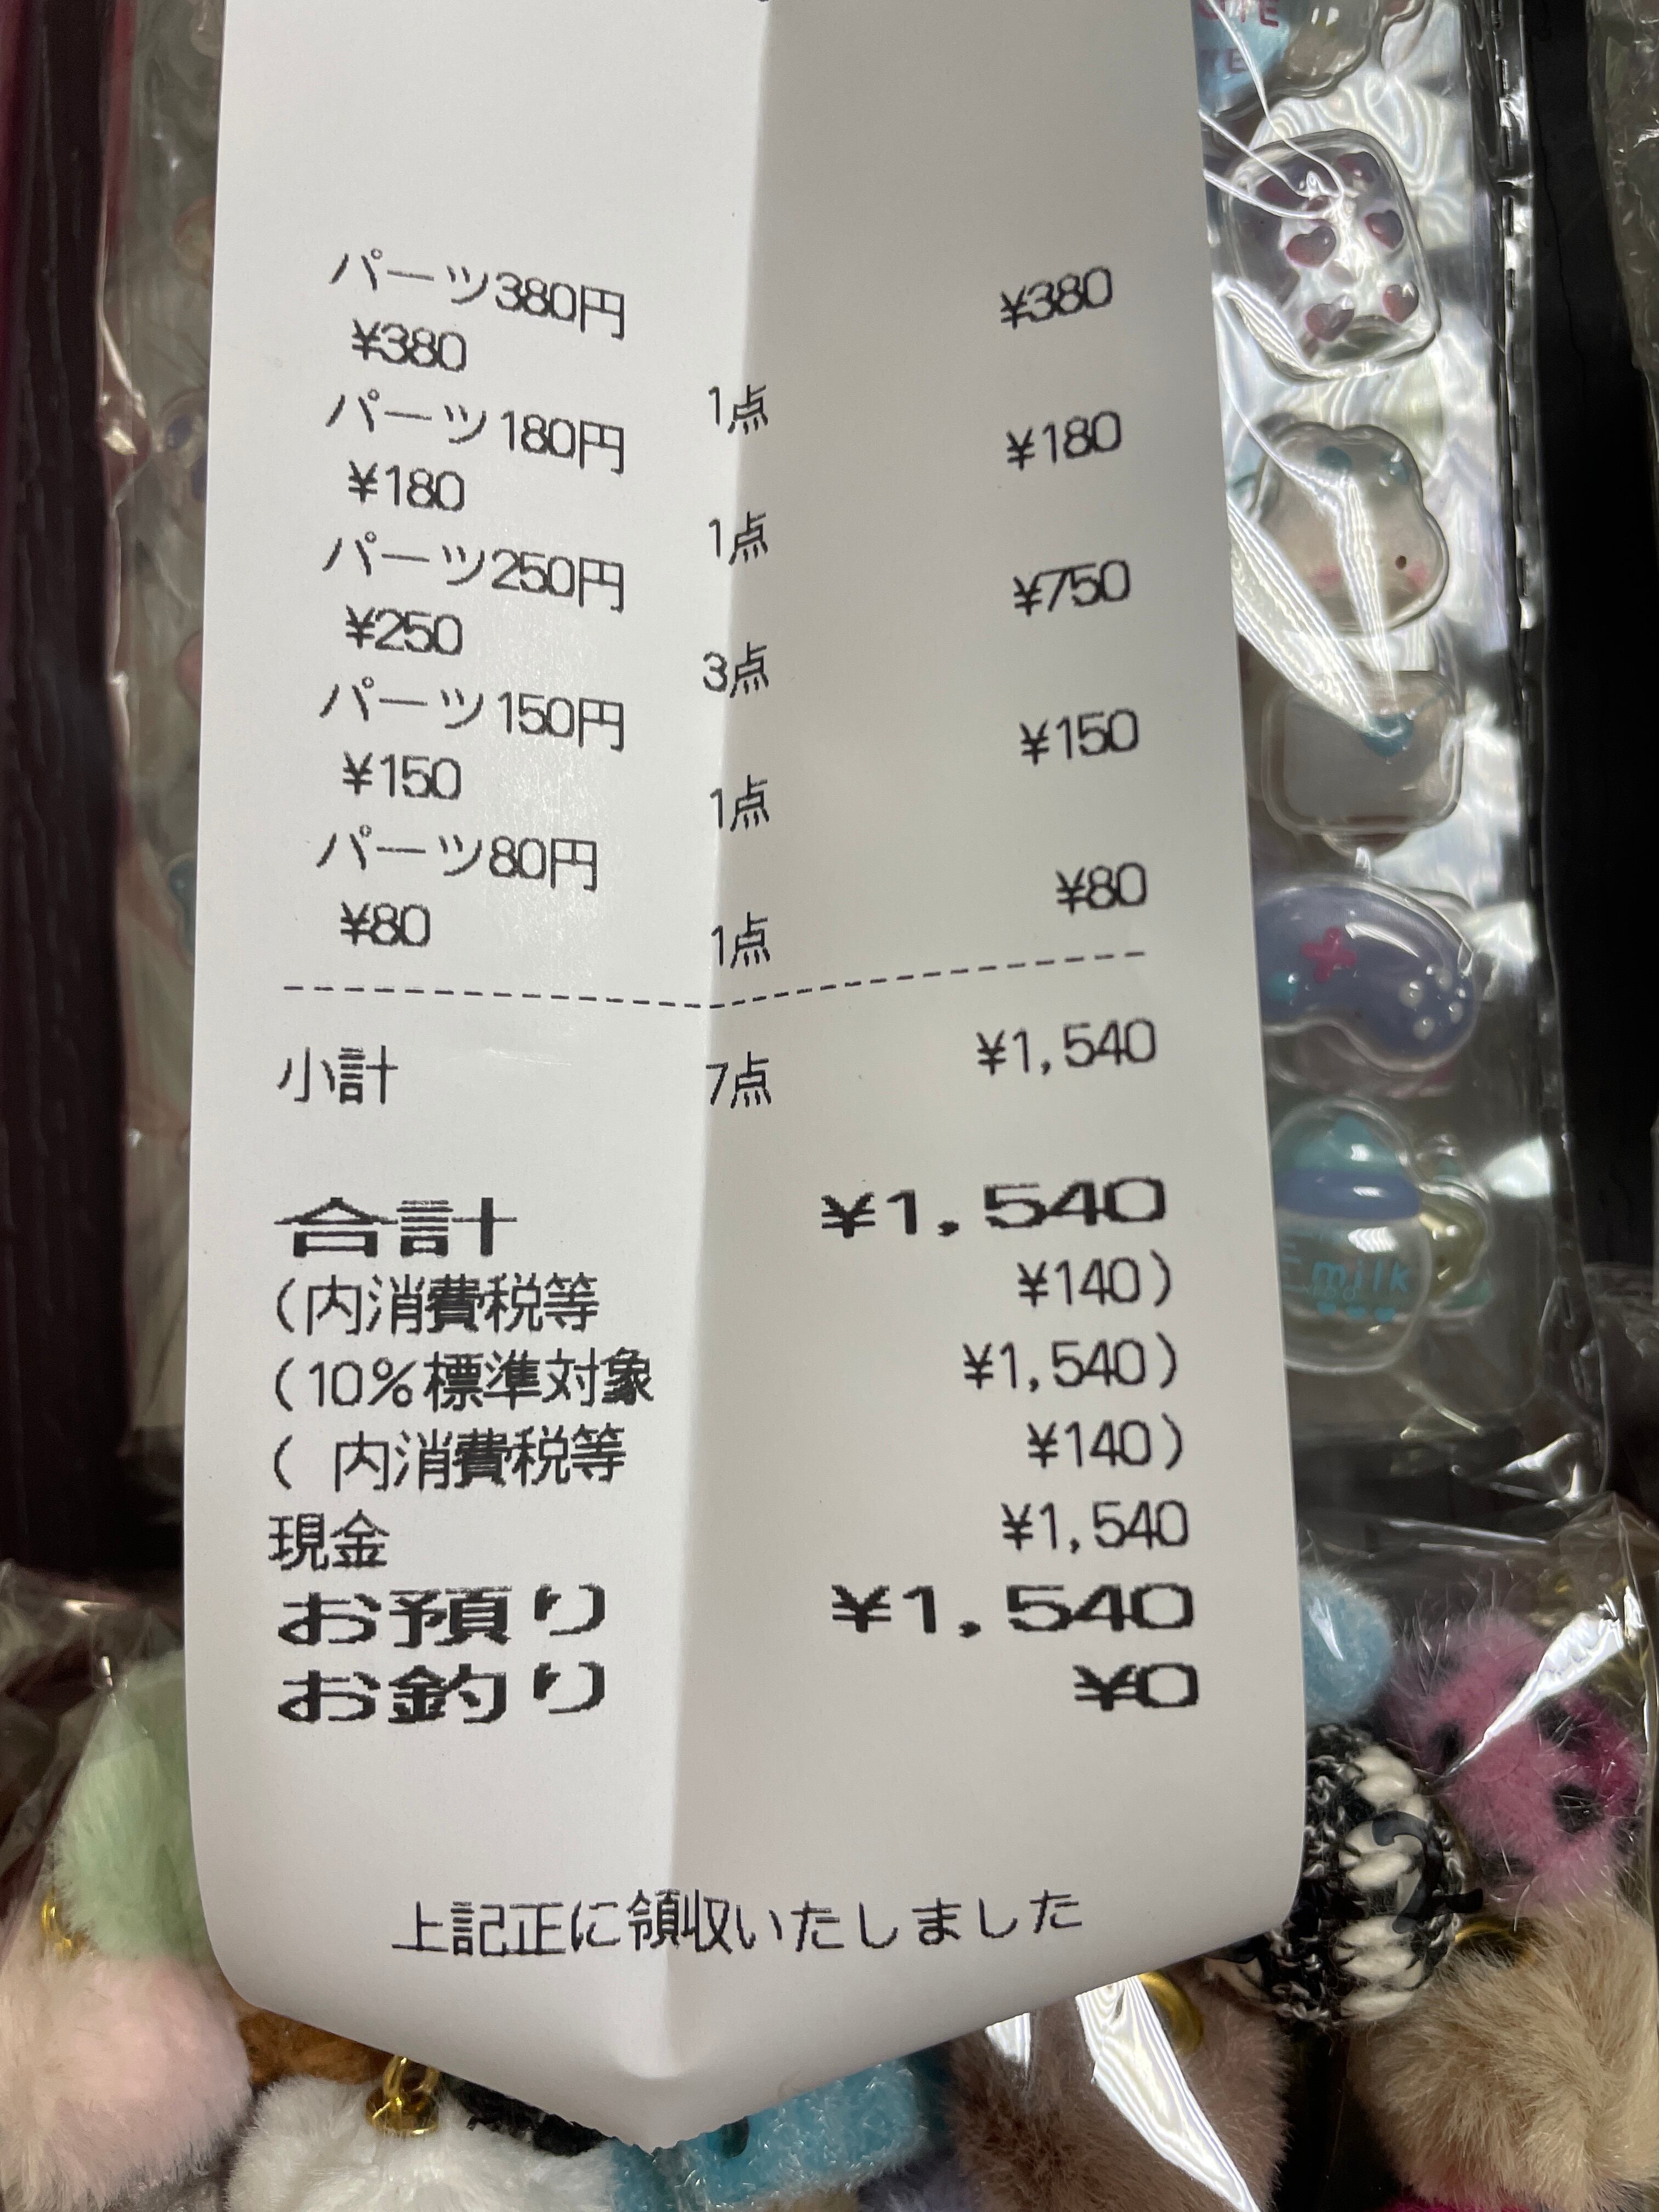 パーツ380円
¥380 1点 ¥380
パーツ180円
¥180 1点 ¥180
パーツ250円
¥250 3点 ¥750
パーツ150円
¥150 1点 ¥150
パーツ80円
¥80 1点 ¥80
小計 7点 ¥1,540
合計 ¥1,540
(内消費税等 ¥140)
(10%標準対象 ¥1,540)
( 内消費税等 ¥140)
現金 ¥1,540
お預り ¥1,540
お釣り ¥0
上記正に領収いたしました
milk